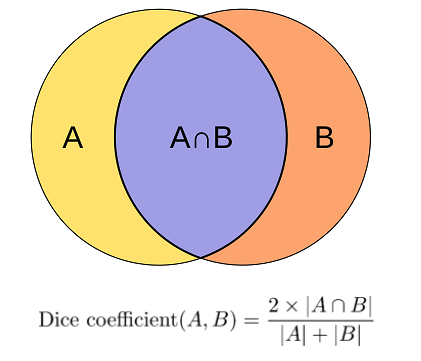 A A∩B B
Dice coefficient(A, B) = 2 × |A ∩ B| / |A| + |B|